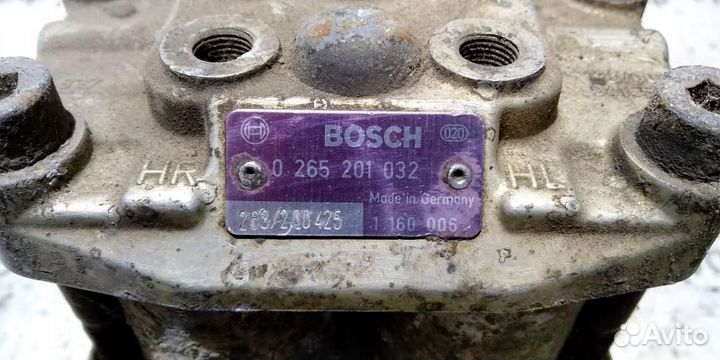 BOSCH
020
0 265 201 032
HR
HL
Made in Germany
1 160 006
Avito